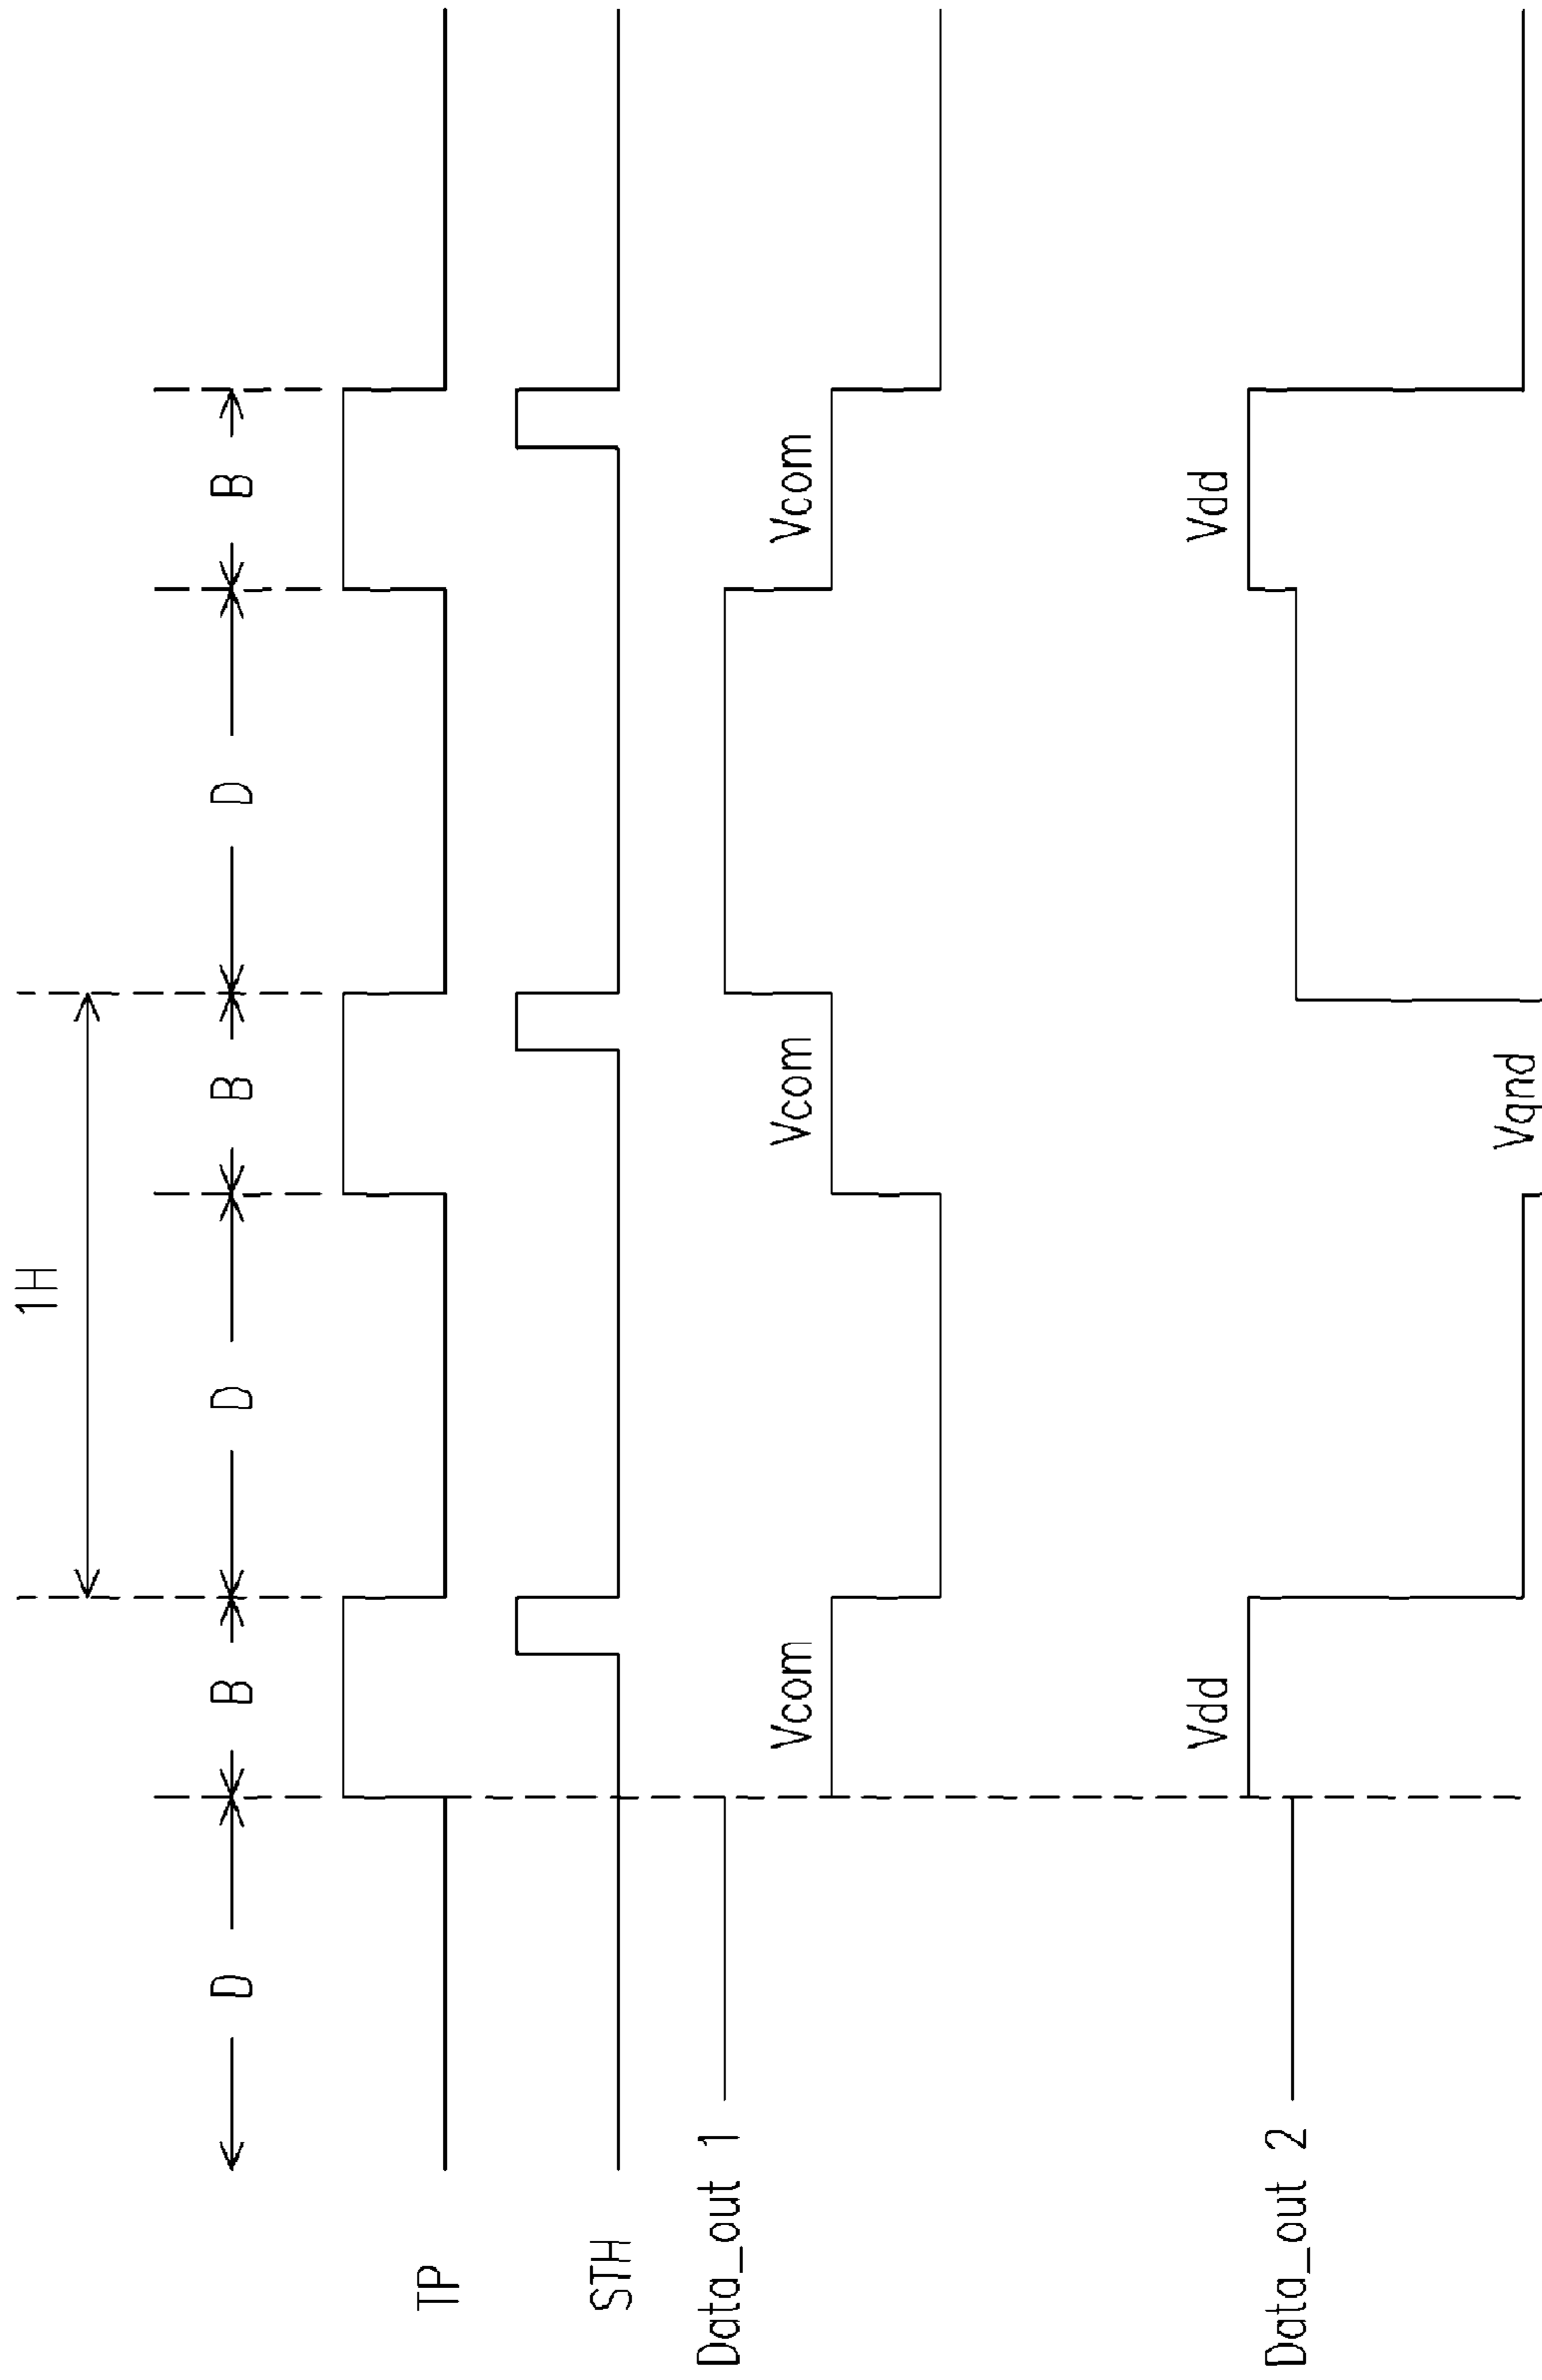 1H
D B D B D B
TP
STH
Data_out 1
Vcom Vcom Vcom
Vdd Vdd
Data_out 2
Vgnd